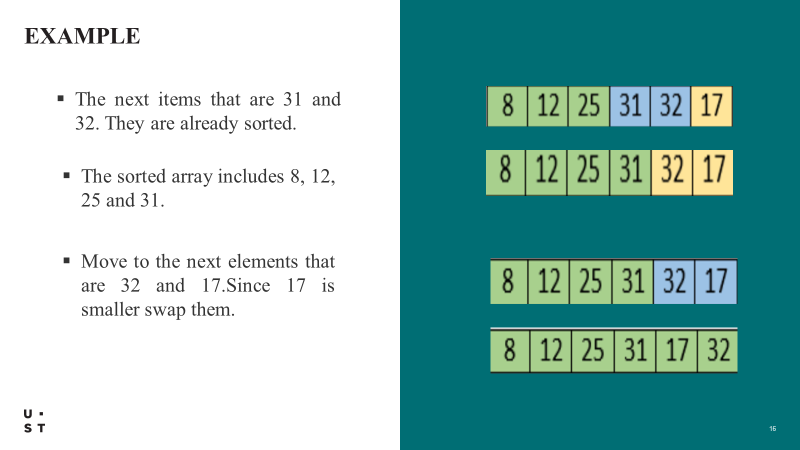 EXAMPLE
▪ The next items that are 31 and
32. They are already sorted.
▪ The sorted array includes 8, 12,
25 and 31.
▪ Move to the next elements that
are 32 and 17.Since 17 is
smaller swap them.
8 12 25 31 32 17
8 12 25 31 32 17
8 12 25 31 32 17
8 12 25 31 17 32
U ·
S T
16